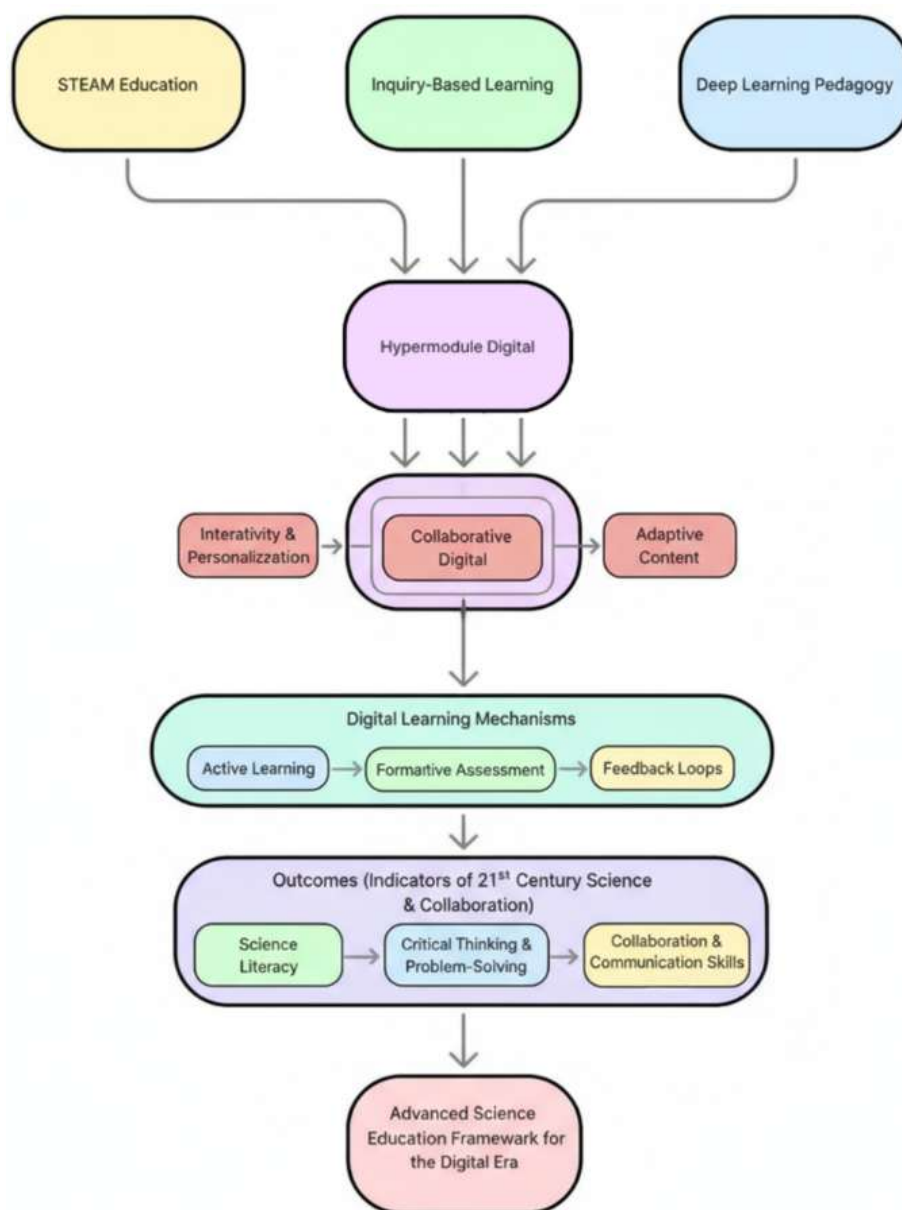 STEAM Education
Inquiry-Based Learning
Deep Learning Pedagogy
Hypermodule Digital
Interativity &
Personalizzation
Collaborative
Digital
Adaptive
Content
Digital Learning Mechanisms
Active Learning
Formative Assessment
Feedback Loops
Outcomes (Indicators of 21st Century Science
& Collaboration)
Science
Literacy
Critical Thinking &
Problem-Solving
Collaboration &
Communication Skills
Advanced Science
Education Framework for
the Digital Era